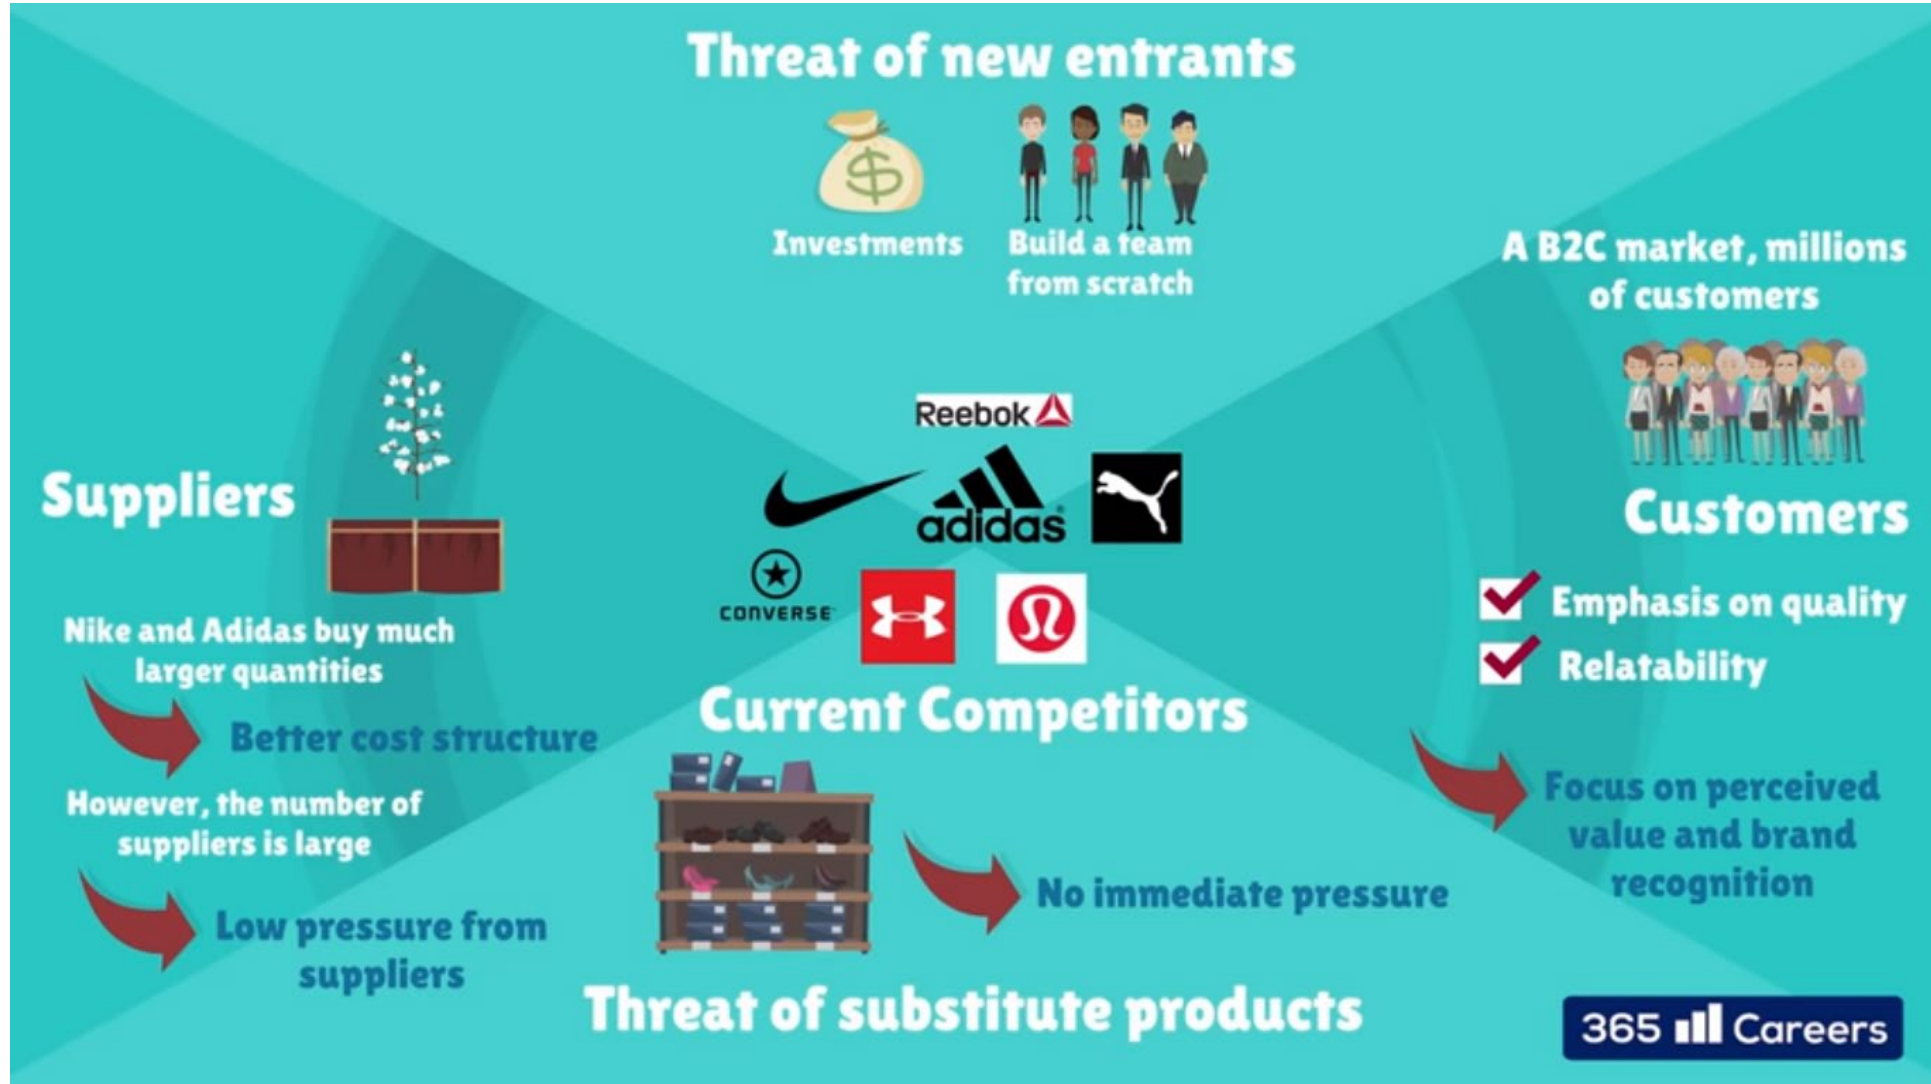 Threat of new entrants
$
Investments
Build a team
from scratch
A B2C market, millions
of customers
Customers
Emphasis on quality
Relatability
Focus on perceived
value and brand
recognition
Suppliers
Nike and Adidas buy much
larger quantities
Better cost structure
However, the number of
suppliers is large
Low pressure from
suppliers
Reebok
adidas®
CONVERSE
Current Competitors
No immediate pressure
Threat of substitute products
365 Careers